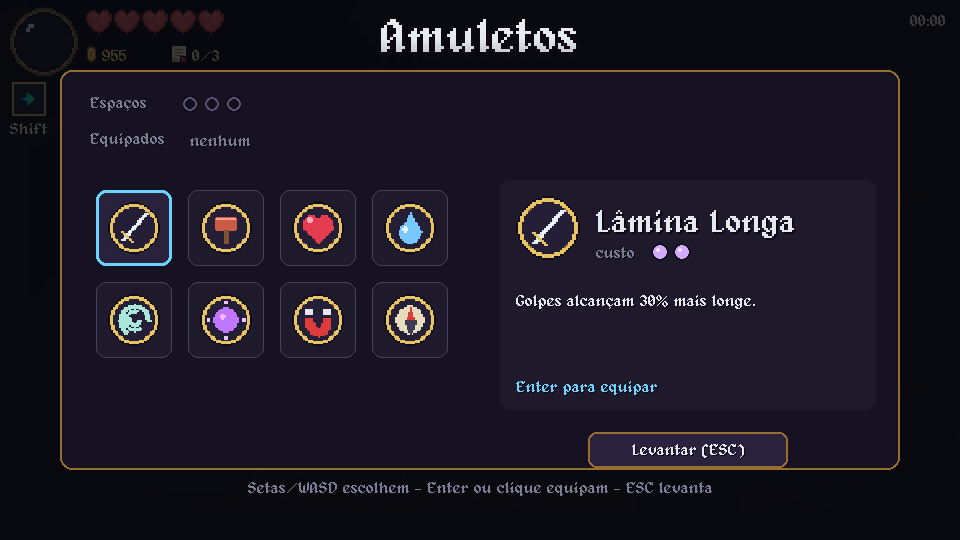 Amuletos
00:00
955
0/3
Shift
Espaços
Equipados nenhum
Lâmina Longa
custo
Golpes alcançam 30% mais longe.
Enter para equipar
Levantar (ESC)
Setas/WASD escolhem - Enter ou clique equipam - ESC levanta